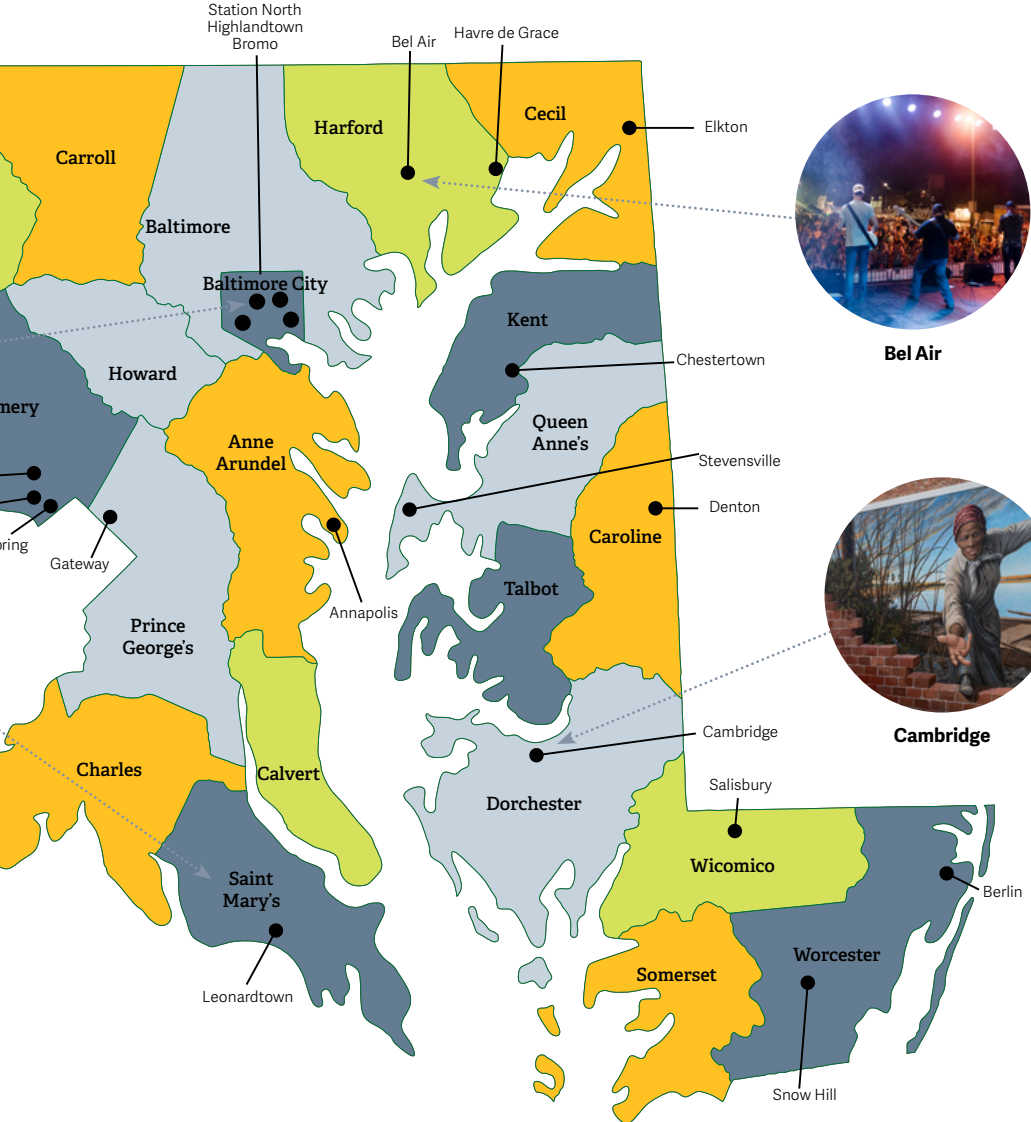 Station North
Highlandtown
Bromo
Bel Air
Havre de Grace
Harford
Cecil
Elkton
Carroll
Baltimore
Baltimore City
Kent
Bel Air
Chestertown
Howard
mery
Queen
Anne's
Anne
Arundel
Stevensville
Denton
Caroline
pring
Gateway
Talbot
Annapolis
Prince
George's
Cambridge
Cambridge
Charles
Calvert
Salisbury
Dorchester
Wicomico
Saint
Mary's
Berlin
Worcester
Somerset
Leonardtown
Snow Hill